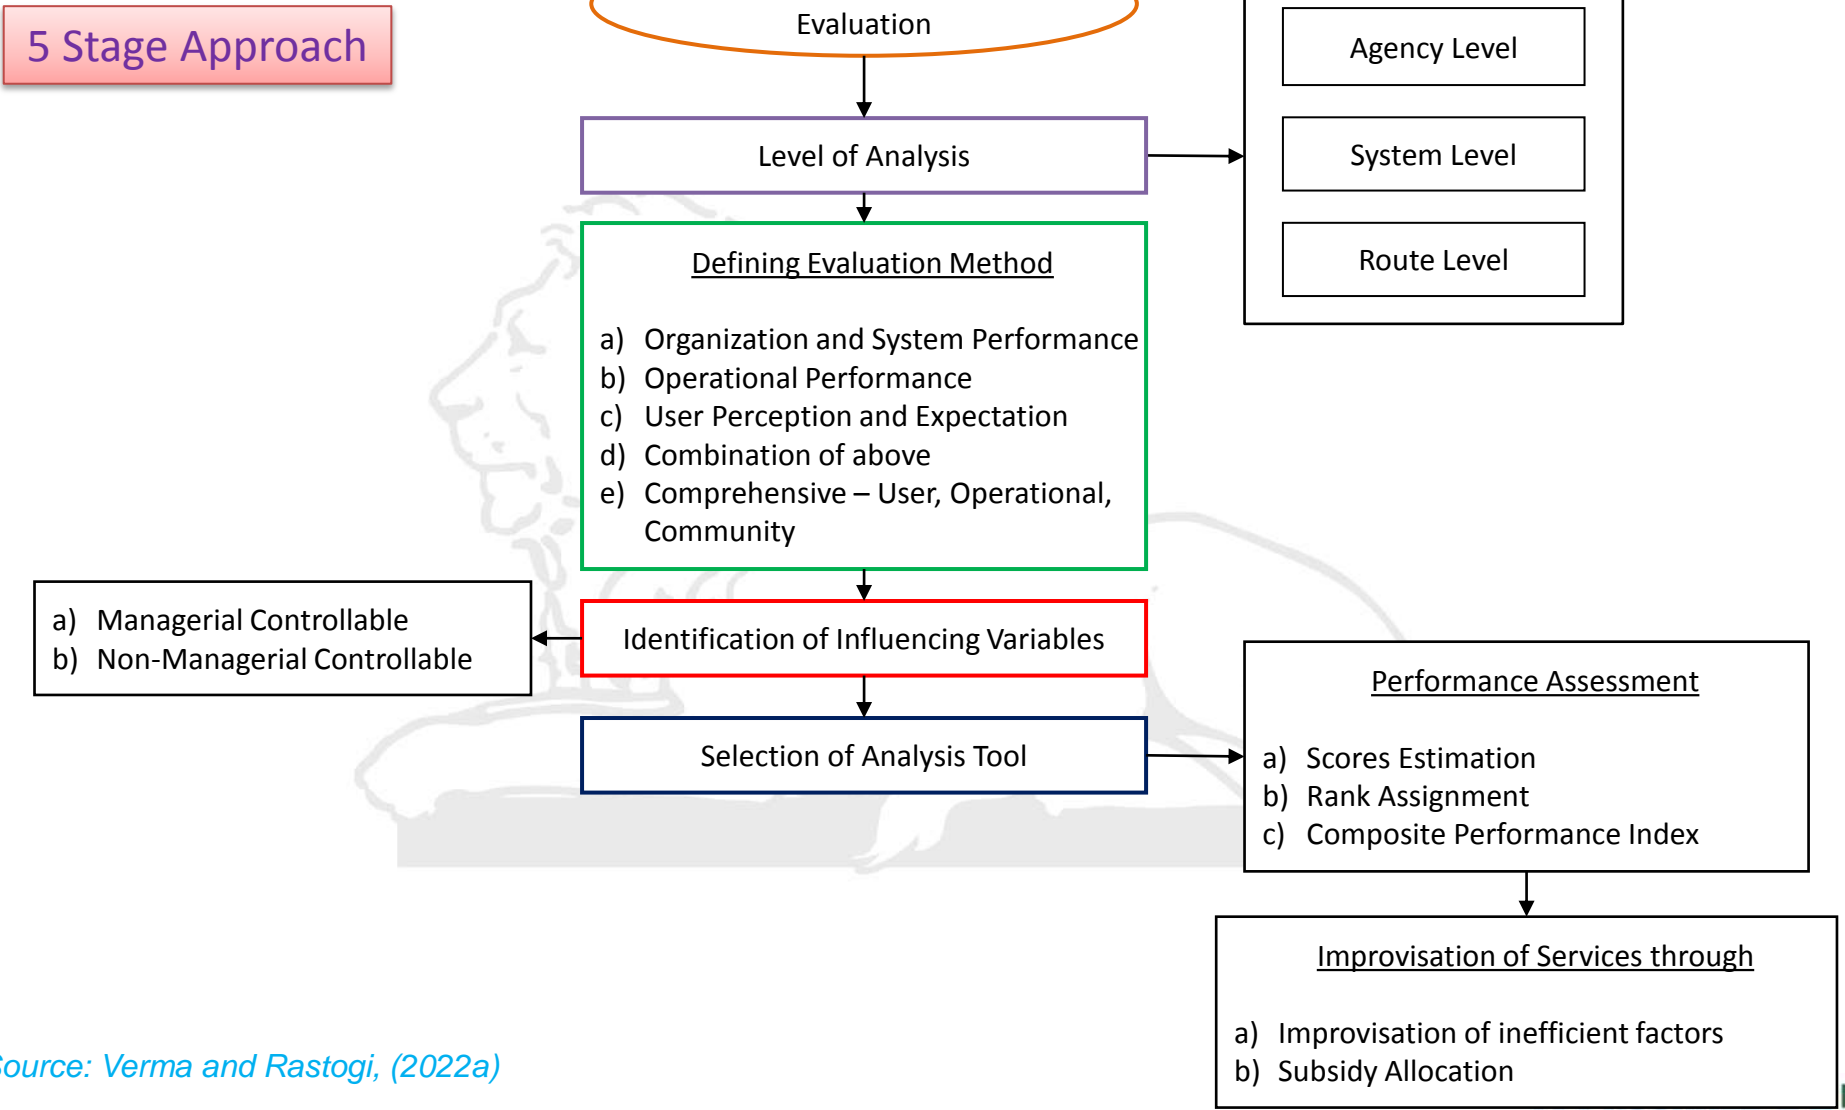 5 Stage Approach
Evaluation
Agency Level
Level of Analysis
System Level
Route Level
Defining Evaluation Method
a) Organization and System Performance
b) Operational Performance
c) User Perception and Expectation
d) Combination of above
e) Comprehensive – User, Operational,
Community
a) Managerial Controllable
b) Non-Managerial Controllable
Identification of Influencing Variables
Selection of Analysis Tool
Performance Assessment
a) Scores Estimation
b) Rank Assignment
c) Composite Performance Index
Improvisation of Services through
a) Improvisation of inefficient factors
b) Subsidy Allocation
Source: Verma and Rastogi, (2022a)